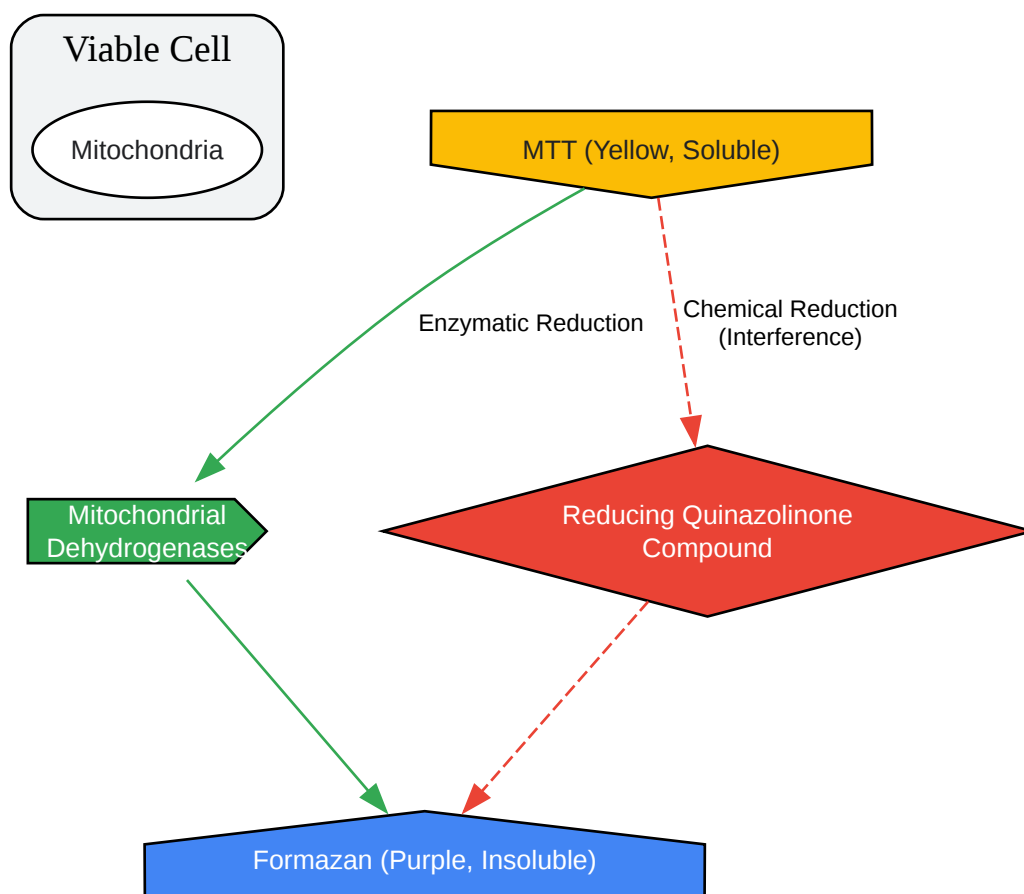 Viable Cell
Mitochondria
MTT (Yellow, Soluble)
Enzymatic Reduction
Chemical Reduction
(Interference)
Mitochondrial
Dehydrogenases
Reducing Quinazolinone
Compound
Formazan (Purple, Insoluble)